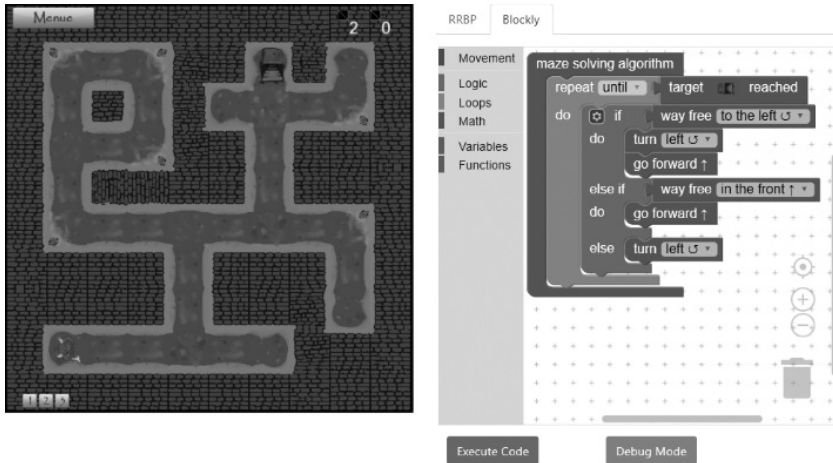 Menue
2 0
1 2 5
RRBP Blockly
Movement
Logic
Loops
Math
Variables
Functions
maze solving algorithm
repeat until target reached
do if way free to the left ↺
do turn left ↺
go forward ↑
else if way free in the front ↑
do go forward ↑
else turn left ↺
Execute Code Debug Mode